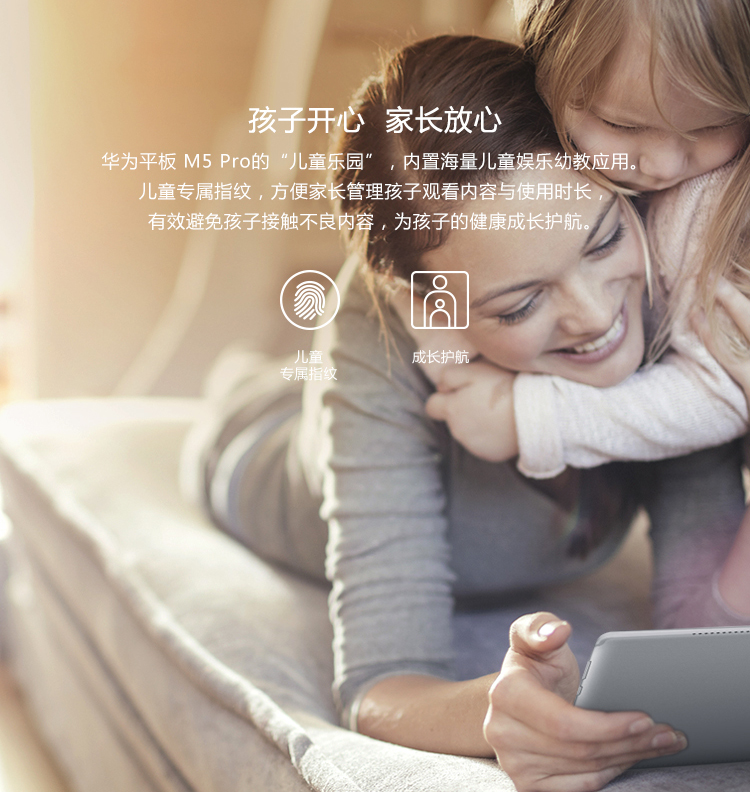 孩子开心 家长放心
华为平板 M5 Pro的“儿童乐园”，内置海量儿童娱乐幼教应用。
儿童专属指纹，方便家长管理孩子观看内容与使用时长，
有效避免孩子接触不良内容，为孩子的健康成长护航。
儿童
专属指纹
成长护航